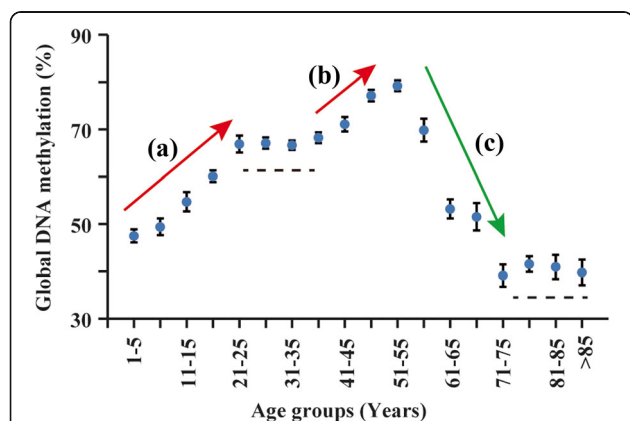 Global DNA methylation (%)
90
70
50
30
(a)
(b)
(c)
1-5
11-15
21-25
31-35
41-45
51-55
61-65
71-75
81-85
>85
Age groups (Years)